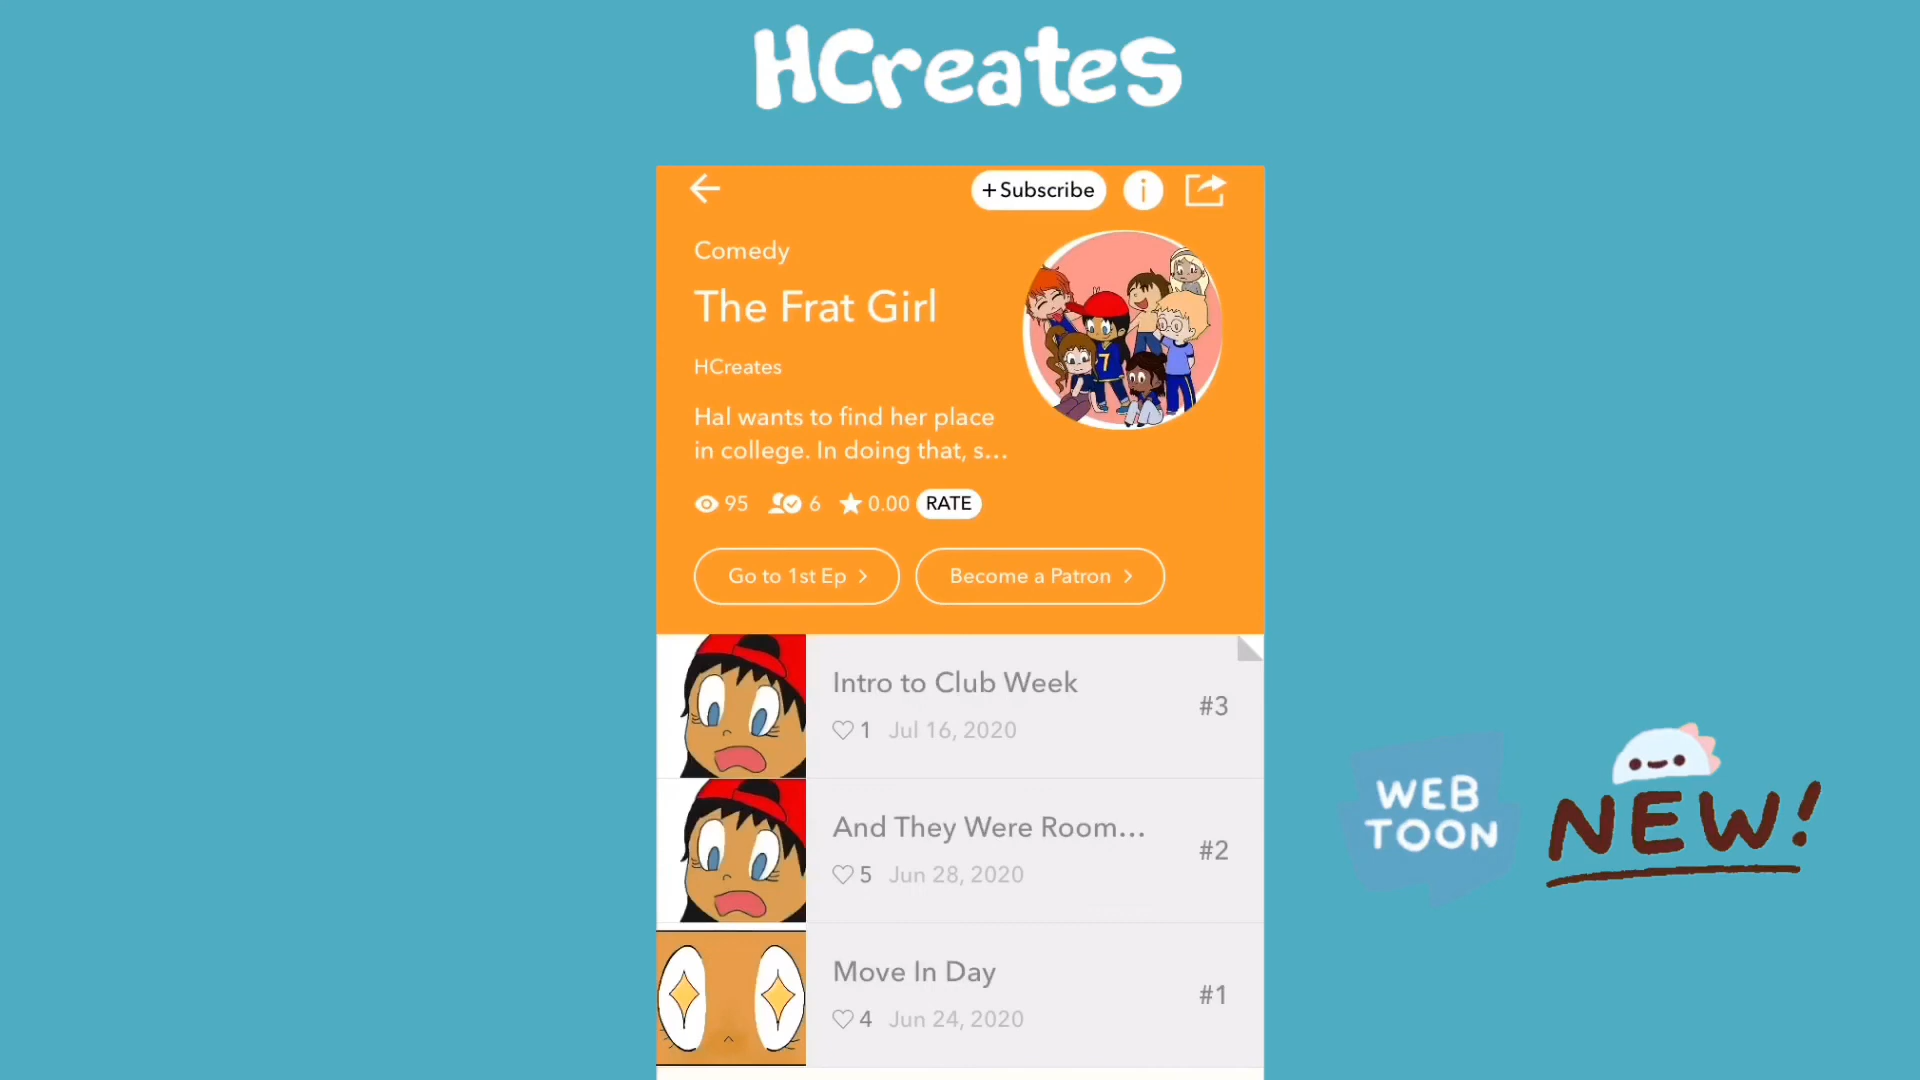 HCreates
+Subscribe
i
Comedy
The Frat Girl
HCreates
Hal wants to find her place
in college. In doing that, s...
95 6 0.00 RATE
Go to 1st Ep >
Become a Patron >
7
Intro to Club Week
1 Jul 16, 2020
#3
And They Were Room...
5 Jun 28, 2020
#2
Move In Day
4 Jun 24, 2020
#1
WEB
TOON
NEW!